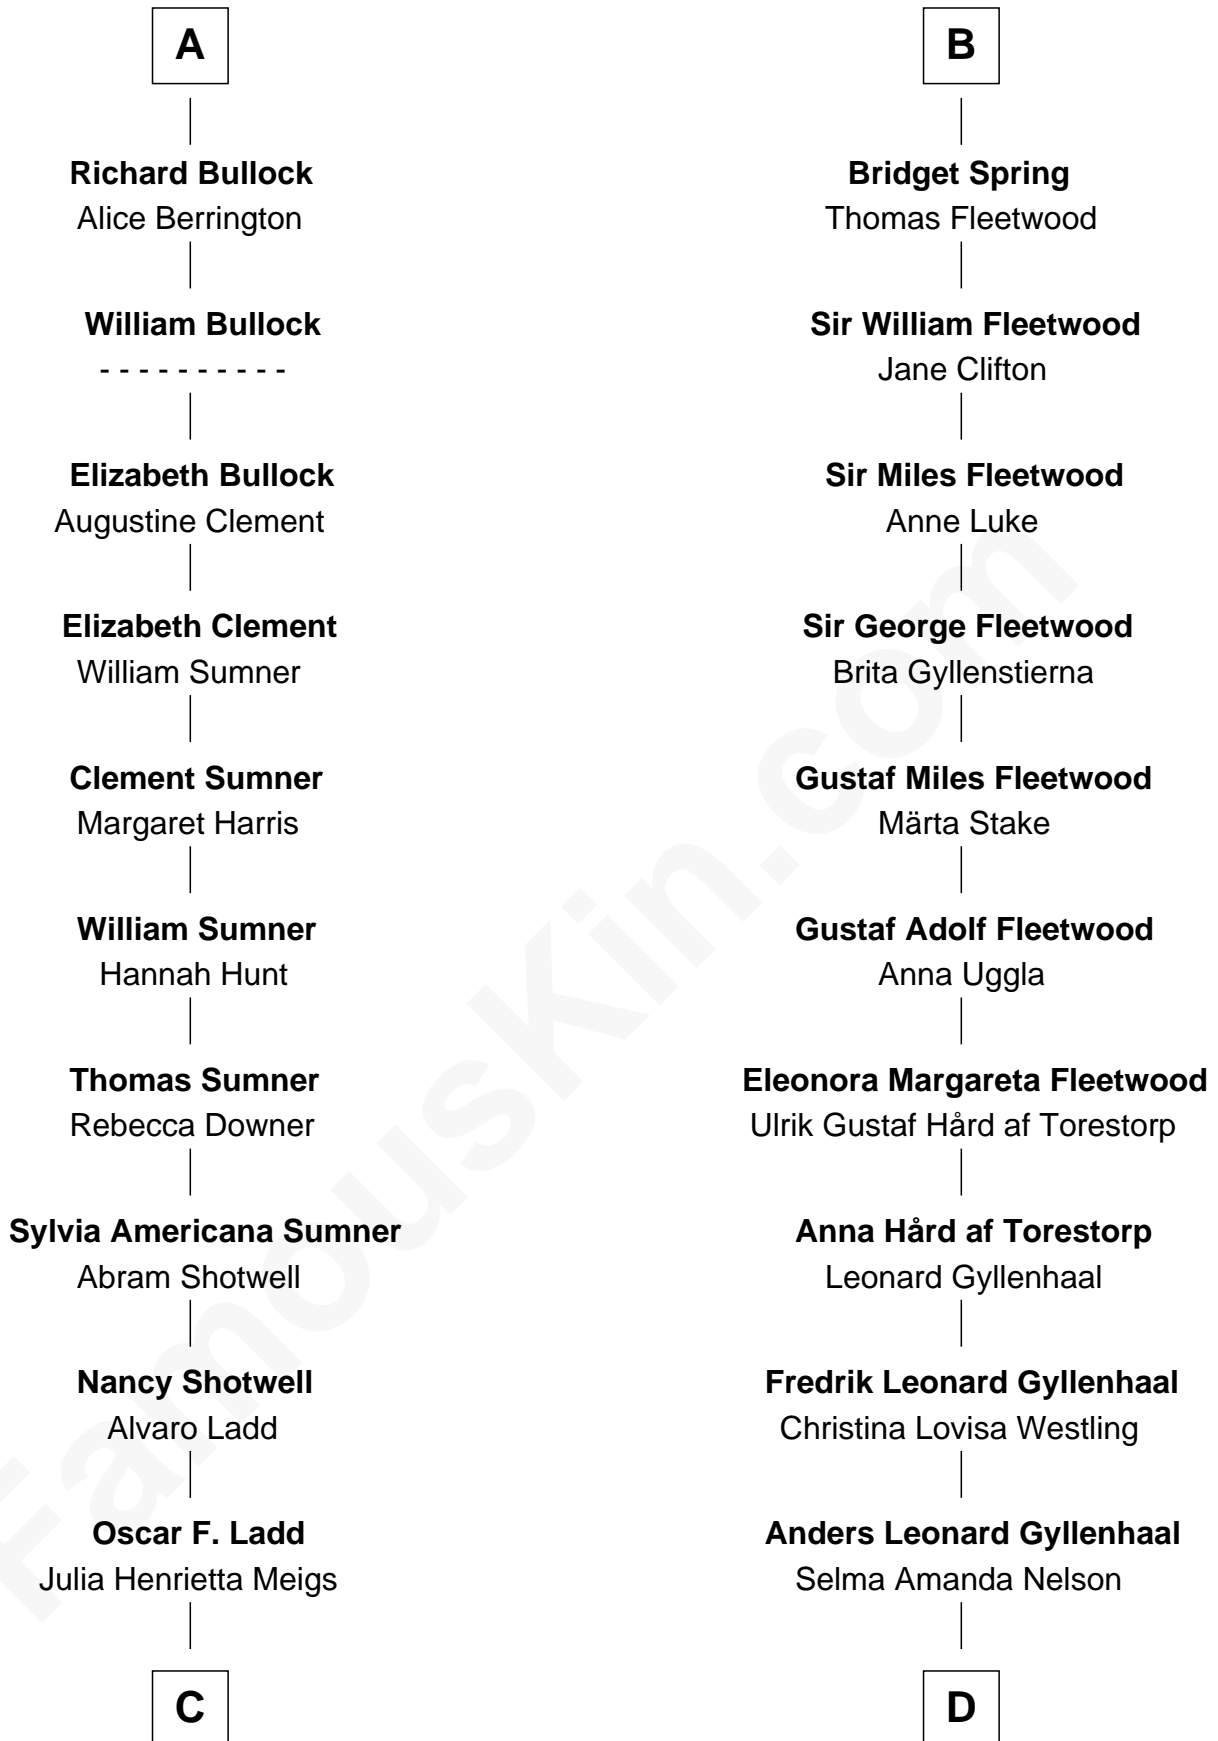 A
Richard Bullock
Alice Berrington
William Bullock
- - - - - - - - - -
Elizabeth Bullock
Augustine Clement
Elizabeth Clement
William Sumner
Clement Sumner
Margaret Harris
William Sumner
Hannah Hunt
Thomas Sumner
Rebecca Downer
Sylvia Americana Sumner
Abram Shotwell
Nancy Shotwell
Alvaro Ladd
Oscar F. Ladd
Julia Henrietta Meigs
C
B
Bridget Spring
Thomas Fleetwood
Sir William Fleetwood
Jane Clifton
Sir Miles Fleetwood
Anne Luke
Sir George Fleetwood
Brita Gyllenstierna
Gustaf Miles Fleetwood
Märta Stake
Gustaf Adolf Fleetwood
Anna Uggla
Eleonora Margareta Fleetwood
Ulrik Gustaf Hård af Torestorp
Anna Hård af Torestorp
Leonard Gyllenhaal
Fredrik Leonard Gyllenhaal
Christina Lovisa Westling
Anders Leonard Gyllenhaal
Selma Amanda Nelson
D
FamousKin.com